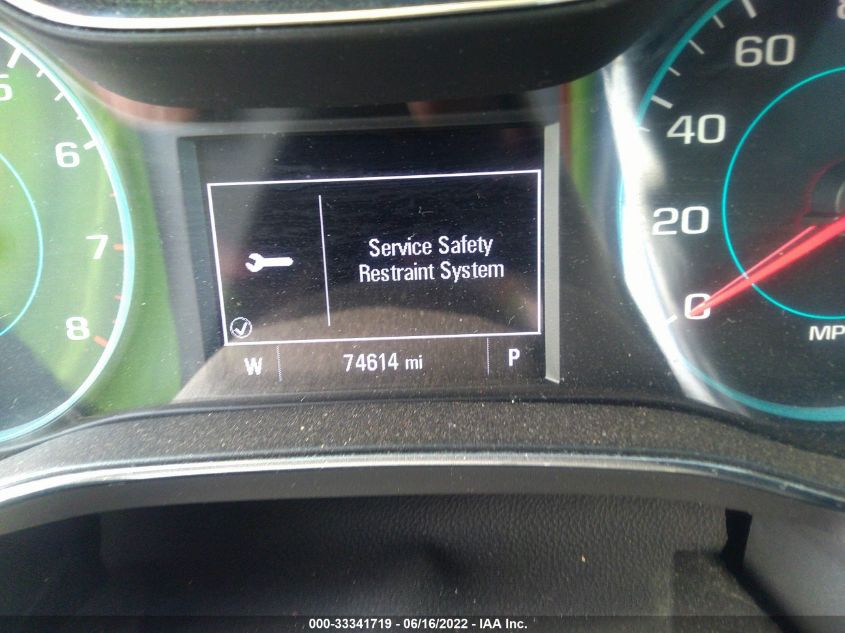 5
6
7
8
60
40
20
0
Service Safety
Restraint System
W 74614 mi P
MP
000-33341719 - 06/16/2022 - IAA Inc.